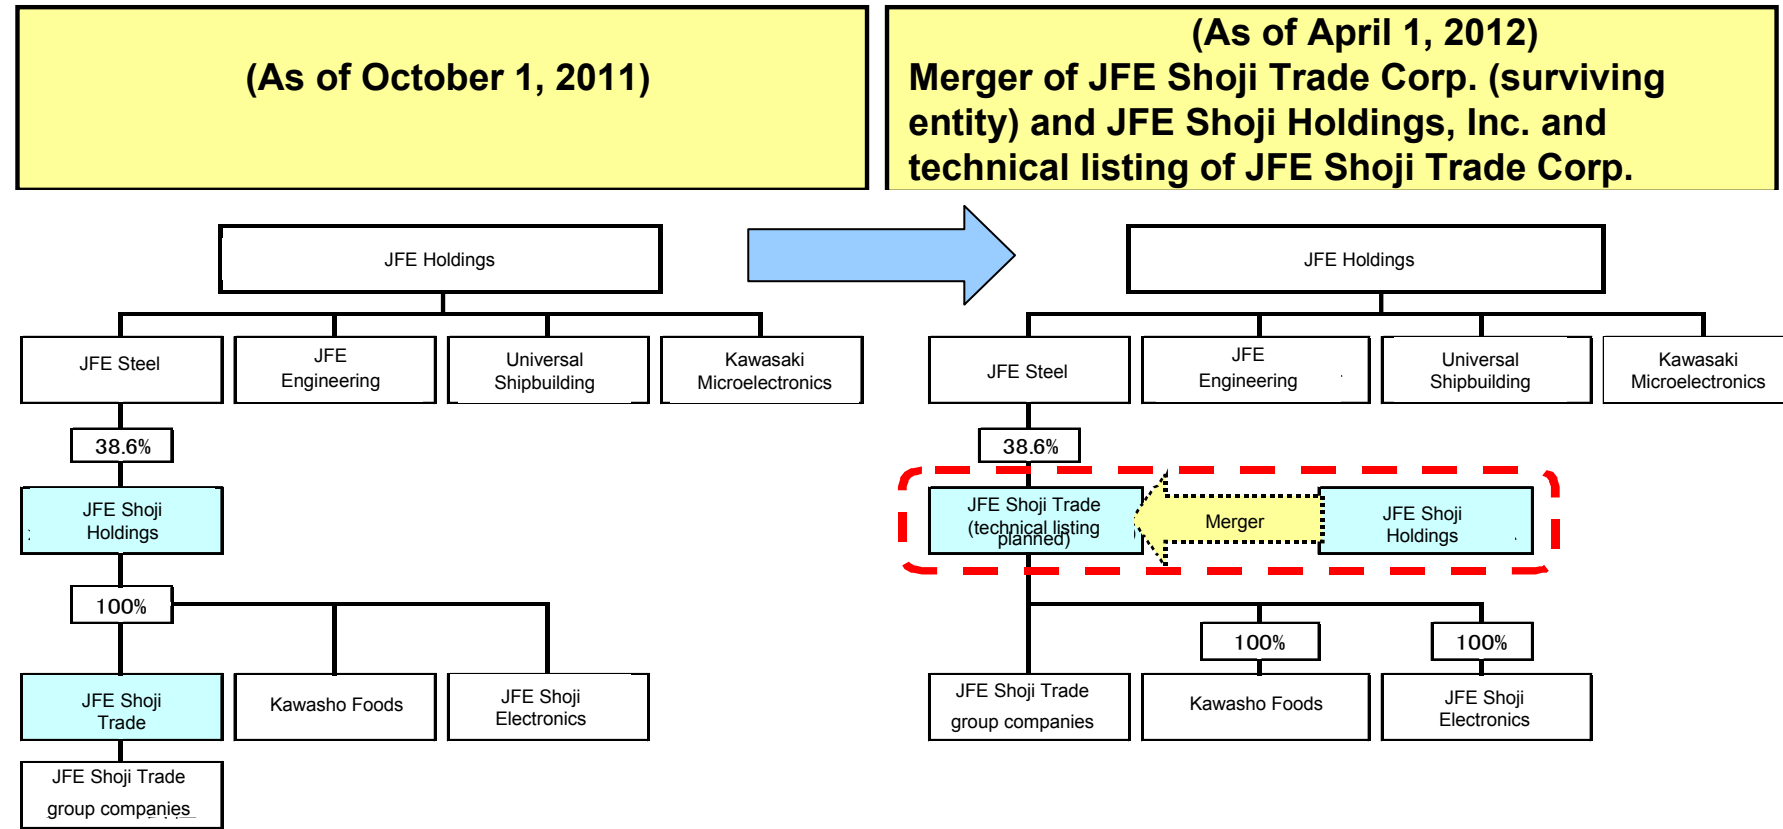 (As of October 1, 2011)
(As of April 1, 2012)
Merger of JFE Shoji Trade Corp. (surviving
entity) and JFE Shoji Holdings, Inc. and
technical listing of JFE Shoji Trade Corp.
JFE Holdings
JFE Steel
JFE
Engineering
Universal
Shipbuilding
Kawasaki
Microelectronics
38.6%
JFE Shoji
Holdings
100%
JFE Shoji
Trade
Kawasho Foods
JFE Shoji
Electronics
JFE Shoji Trade
group companies
JFE Holdings
JFE Steel
JFE
Engineering
Universal
Shipbuilding
Kawasaki
Microelectronics
38.6%
JFE Shoji Trade
(technical listing
planned)
Merger
JFE Shoji
Holdings
100%
100%
JFE Shoji Trade
group companies
Kawasho Foods
JFE Shoji
Electronics